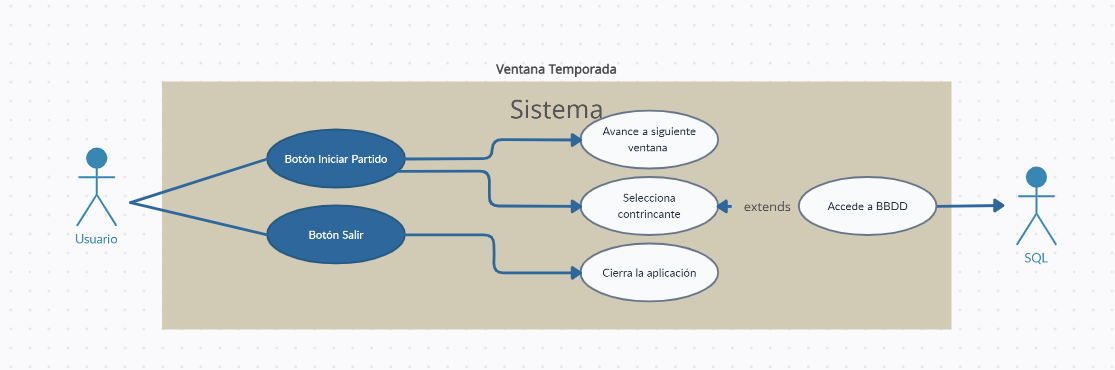 Ventana Temporada
Sistema
Avance a siguiente
ventana
Botón Iniciar Partido
Selecciona
contrincante
extends
Accede a BBDD
Botón Salir
Usuario
SQL
Cierra la aplicación